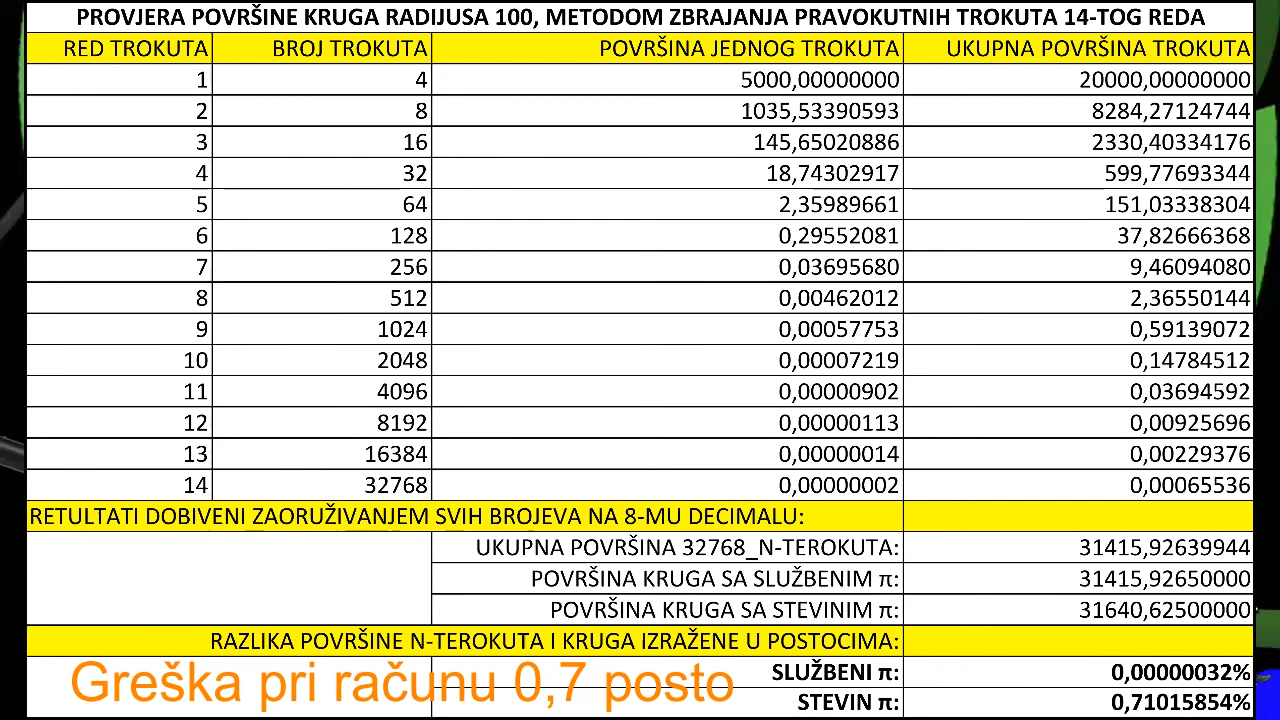 PROVJERA POVRŠINE KRUGA RADIJUSA 100, METODOM ZBRAJANJA PRAVOKUTNIH TROKUTA 14-TOG REDA
RED TROKUTA BROJ TROKUTA POVRŠINA JEDNOG TROKUTA UKUPNA POVRŠINA TROKUTA
1 4 5000,00000000 20000,00000000
2 8 1035,53390593 8284,27124744
3 16 145,65020886 2330,40334176
4 32 18,74302917 599,77693344
5 64 2,35989661 151,03338304
6 128 0,29552081 37,82666368
7 256 0,03695680 9,46094080
8 512 0,00462012 2,36550144
9 1024 0,00057753 0,59139072
10 2048 0,00007219 0,14784512
11 4096 0,00000902 0,03694592
12 8192 0,00000113 0,00925696
13 16384 0,00000014 0,00229376
14 32768 0,00000002 0,00065536
RETULTATI DOBIVENI ZAORUŽIVANJEM SVIH BROJEVA NA 8-MU DECIMALU:
UKUPNA POVRŠINA 32768_N-TEROKUTA: 31415,92639944
POVRŠINA KRUGA SA SLUŽBENIM π: 31415,92650000
POVRŠINA KRUGA SA STEVINIM π: 31640,62500000
RAZLIKA POVRŠINE N-TEROKUTA I KRUGA IZRAŽENE U POSTOCIMA:
SLUŽBENI π: 0,00000032%
Greška pri računu 0,7 posto
STEVIN π: 0,71015854%